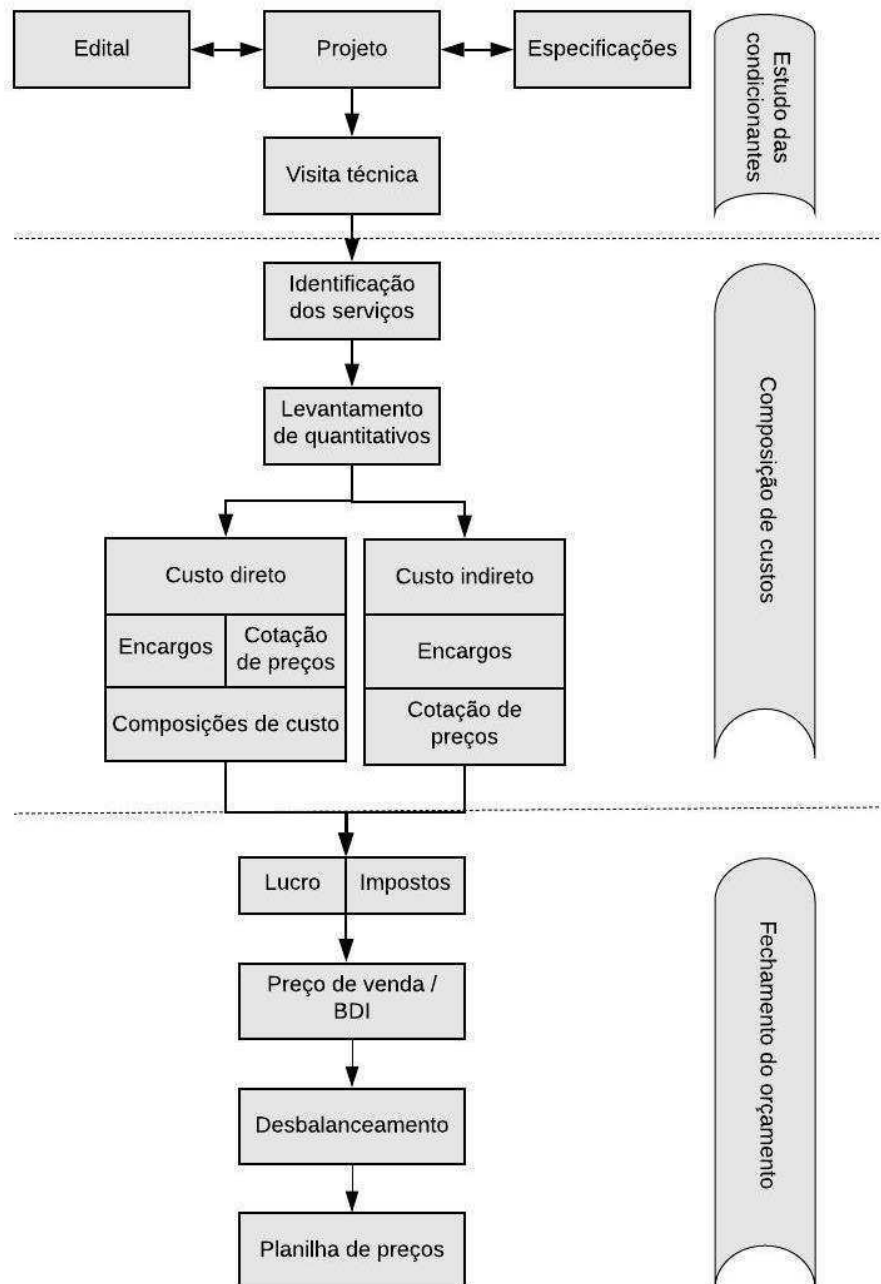 Edital
Projeto
Especificações
Estudo das
condicionantes
Visita técnica
Identificação
dos serviços
Levantamento
de quantitativos
Composição de custos
Custo direto
Custo indireto
Encargos
Cotação
de preços
Encargos
Composições de custo
Cotação de
preços
Lucro
Impostos
Fechamento do orçamento
Preço de venda /
BDI
Desbalanceamento
Planilha de preços